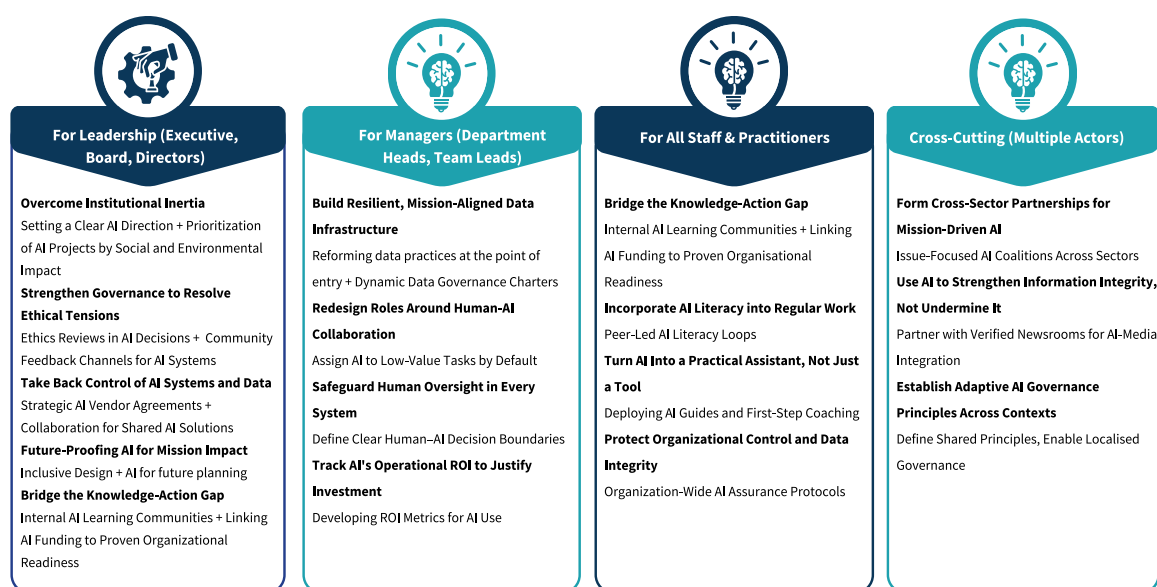 For Leadership (Executive,
Board, Directors)
Overcome Institutional Inertia
Setting a Clear AI Direction + Prioritization
of AI Projects by Social and Environmental
Impact
Strengthen Governance to Resolve
Ethical Tensions
Ethics Reviews in AI Decisions + Community
Feedback Channels for AI Systems
Take Back Control of AI Systems and Data
Strategic AI Vendor Agreements +
Collaboration for Shared AI Solutions
Future-Proofing AI for Mission Impact
Inclusive Design + AI for future planning
Bridge the Knowledge-Action Gap
Internal AI Learning Communities + Linking
AI Funding to Proven Organizational
Readiness
For Managers (Department
Heads, Team Leads)
Build Resilient, Mission-Aligned Data
Infrastructure
Reforming data practices at the point of
entry + Dynamic Data Governance Charters
Redesign Roles Around Human-AI
Collaboration
Assign AI to Low-Value Tasks by Default
Safeguard Human Oversight in Every
System
Define Clear Human–AI Decision Boundaries
Track AI's Operational ROI to Justify
Investment
Developing ROI Metrics for AI Use
For All Staff & Practitioners
Bridge the Knowledge-Action Gap
Internal AI Learning Communities + Linking
AI Funding to Proven Organisational
Readiness
Incorporate AI Literacy into Regular Work
Peer-Led AI Literacy Loops
Turn AI Into a Practical Assistant, Not Just
a Tool
Deploying AI Guides and First-Step Coaching
Protect Organizational Control and Data
Integrity
Organization-Wide AI Assurance Protocols
Cross-Cutting (Multiple Actors)
Form Cross-Sector Partnerships for
Mission-Driven AI
Issue-Focused AI Coalitions Across Sectors
Use AI to Strengthen Information Integrity,
Not Undermine It
Partner with Verified Newsrooms for AI-Media
Integration
Establish Adaptive AI Governance
Principles Across Contexts
Define Shared Principles, Enable Localised
Governance